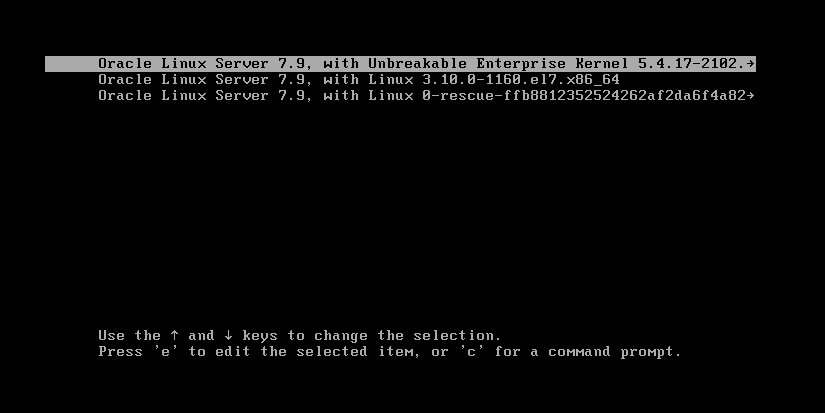 Oracle Linux Server 7.9, with Unbreakable Enterprise Kernel 5.4.17-2102.→
Oracle Linux Server 7.9, with Linux 3.10.0-1160.el7.x86_64
Oracle Linux Server 7.9, with Linux 0-rescue-ffb8812352524262af2da6f4a82→
Use the ↑ and ↓ keys to change the selection.
Press 'e' to edit the selected item, or 'c' for a command prompt.